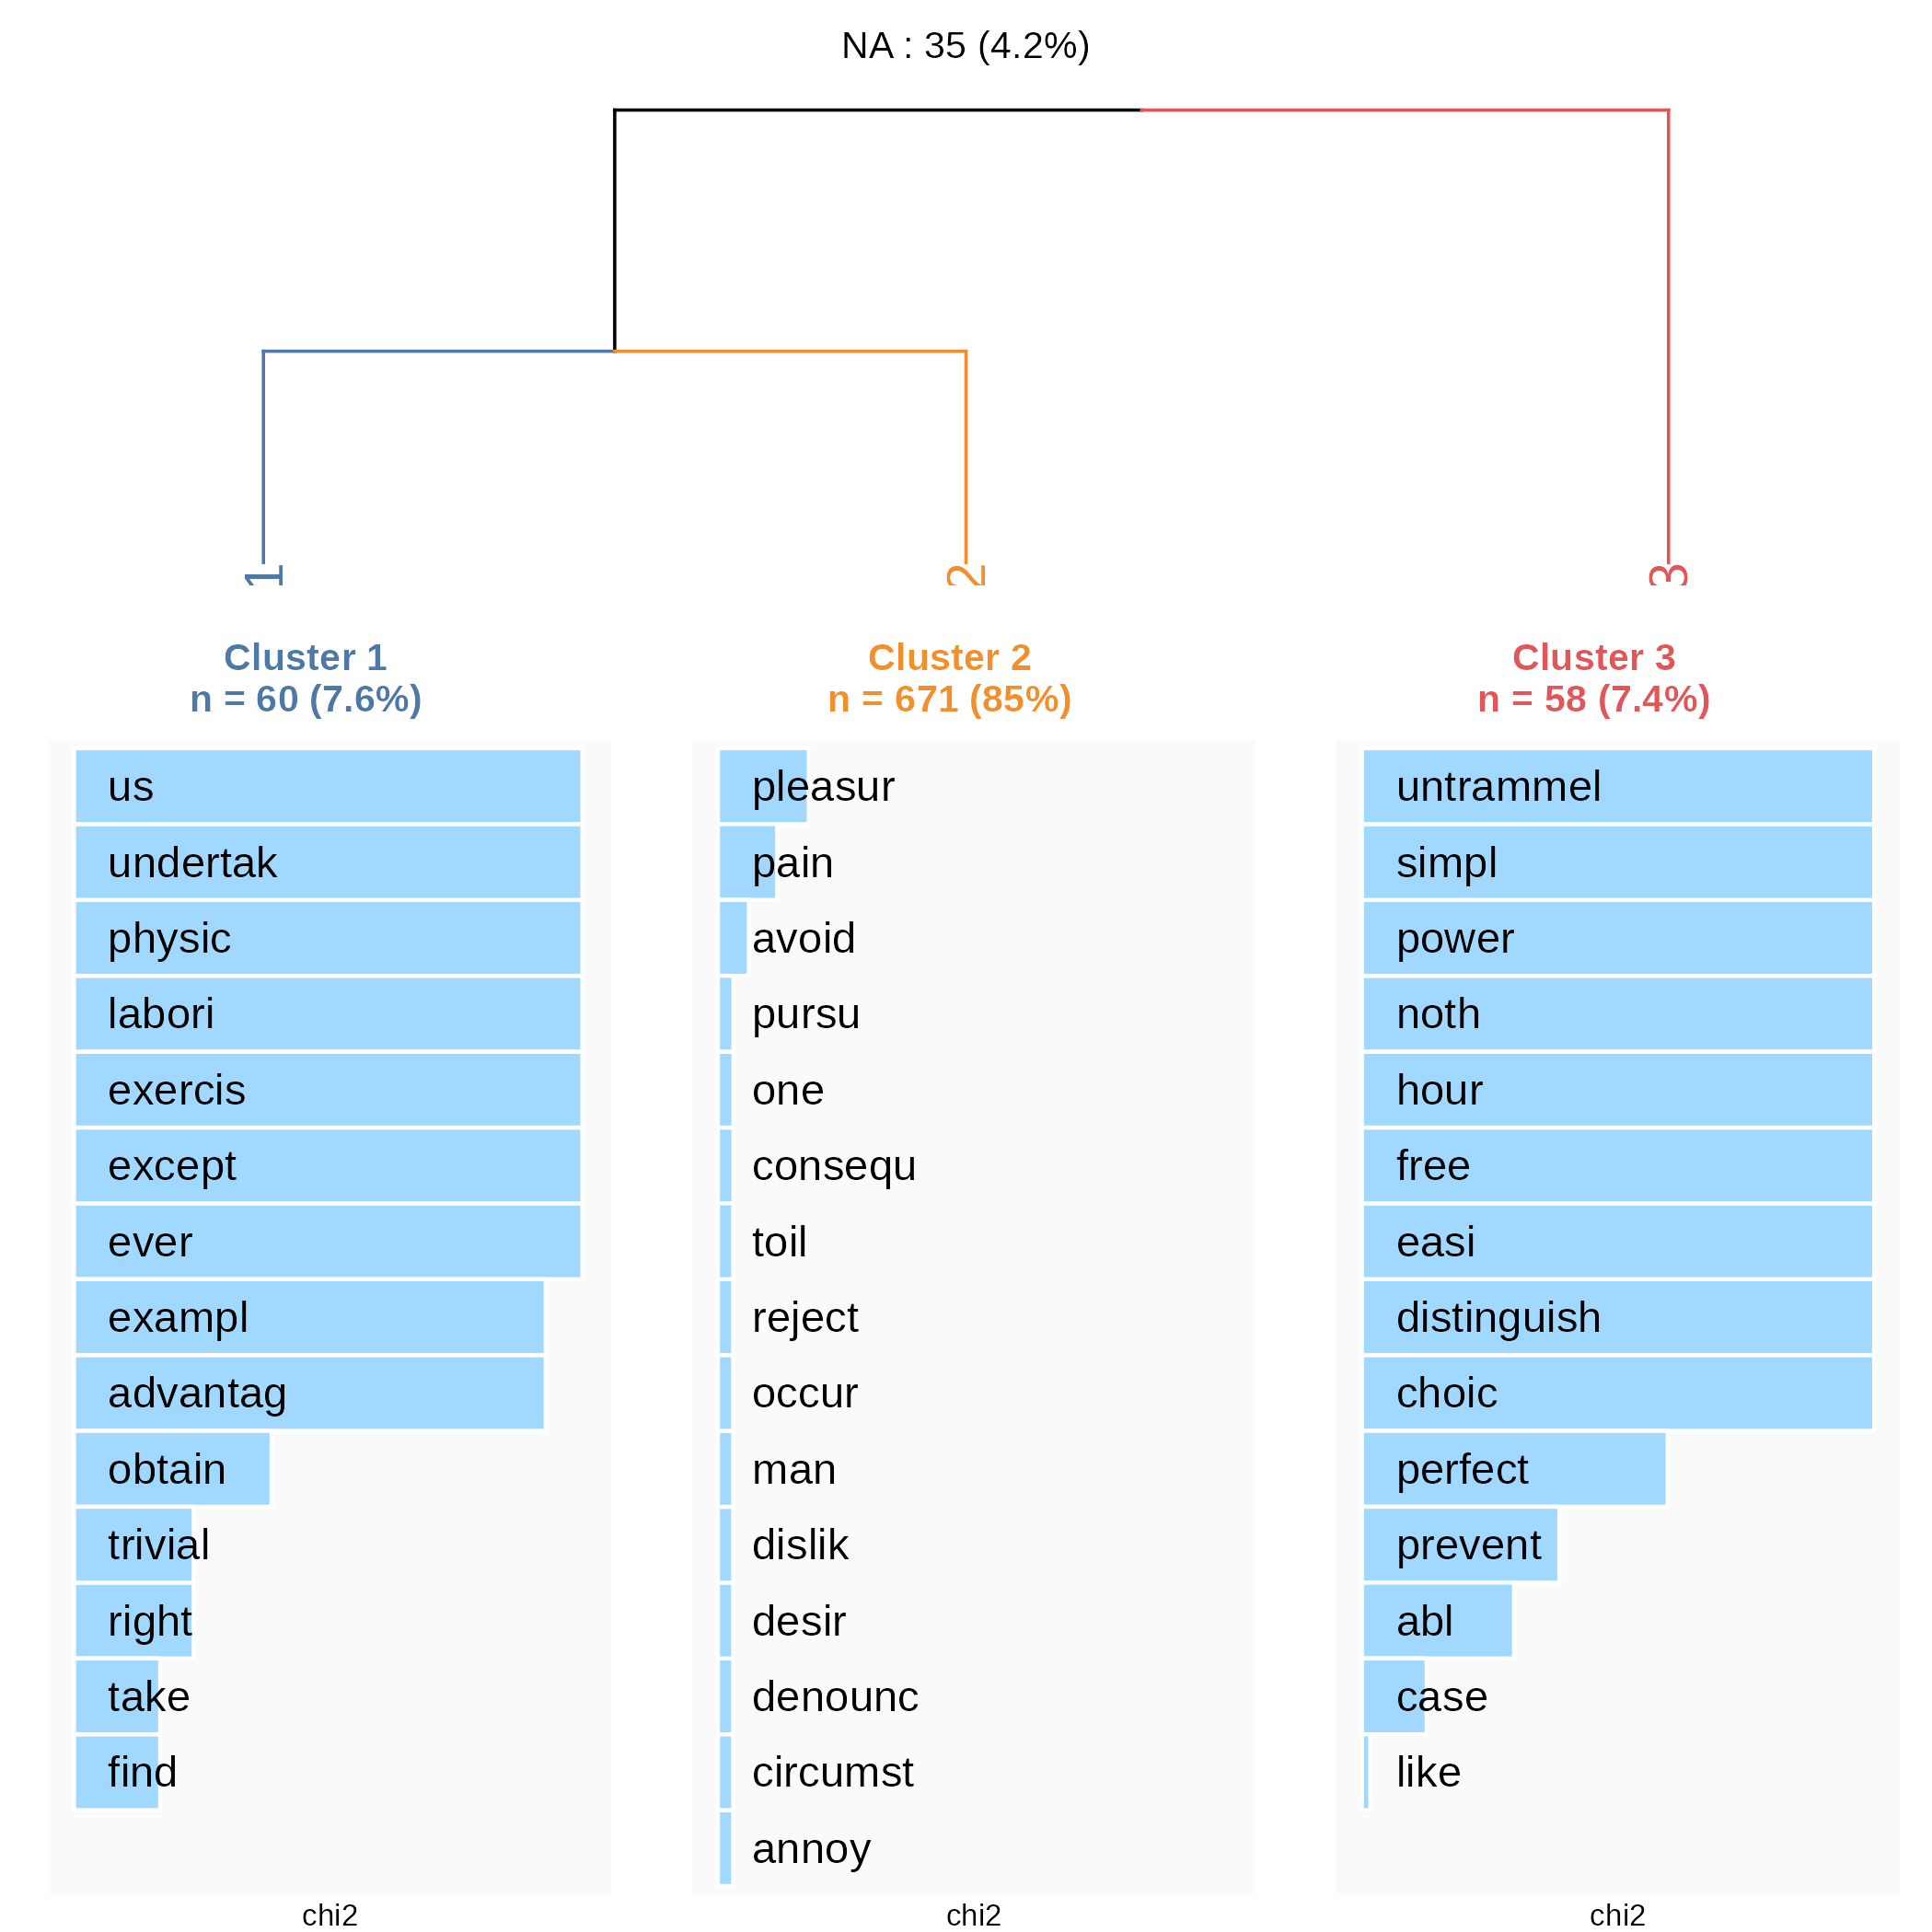 NA : 35 (4.2%)
1
2
3
Cluster 1
n = 60 (7.6%)
us
undertak
physic
labori
exercis
except
ever
exampl
advantag
obtain
trivial
right
take
find
chi2
Cluster 2
n = 671 (85%)
pleasur
pain
avoid
pursu
one
consequ
toil
reject
occur
man
dislik
desir
denounc
circumst
annoy
chi2
Cluster 3
n = 58 (7.4%)
untrammel
simpl
power
noth
hour
free
easi
distinguish
choic
perfect
prevent
abl
case
like
chi2